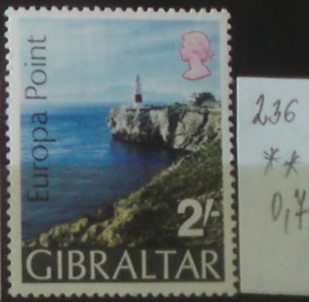 Europa Point
2/-
GIBRALTAR
236
**
0,7